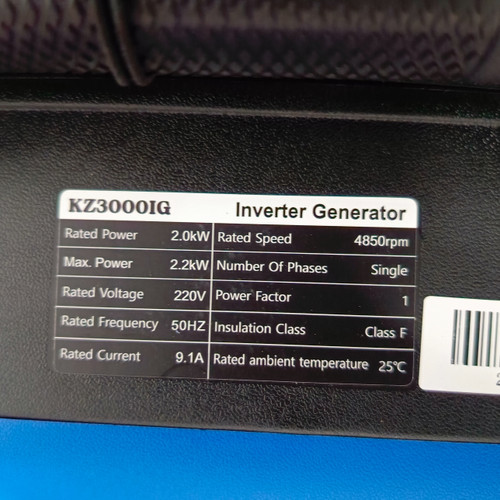 KZ3000IG Inverter Generator
Rated Power 2.0kW Rated Speed 4850rpm
Max. Power 2.2kW Number Of Phases Single
Rated Voltage 220V Power Factor 1
Rated Frequency 50HZ Insulation Class Class F
Rated Current 9.1A Rated ambient temperature 25℃